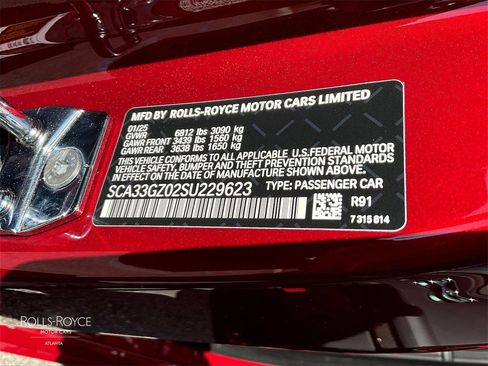 MFD BY ROLLS-ROYCE MOTOR CARS LIMITED
01/25
GVWR 6812 lbs 3090 kg
GAWR FRONT 3439 lbs 1560 kg
GAWR REAR 3638 lbs 1650 kg
THIS VEHICLE CONFORMS TO ALL APPLICABLE U.S.FEDERAL MOTOR
VEHICLE SAFETY, BUMPER AND THEFT PREVENTION STANDARDS
IN EFFECT ON THE DATE OF MANUFACTURE SHOWN ABOVE.
SCA33GZ02SU229623 TYPE: PASSENGER CAR
R91
7 315 814
ROLLS-ROYCE
MOTOR CARS
ATLANTA